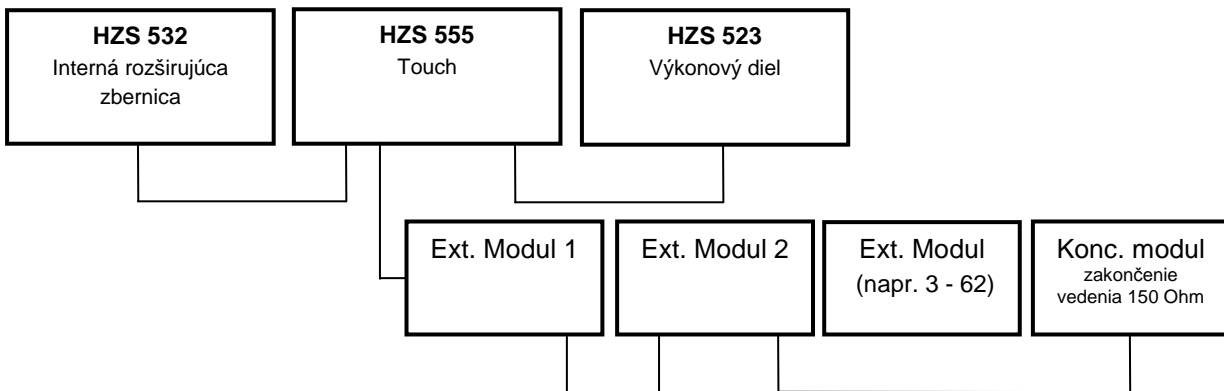 HZS 532
Interná rozširujúca
zbernica
HZS 555
Touch
HZS 523
Výkonový diel
Ext. Modul 1
Ext. Modul 2
Ext. Modul
(napr. 3 - 62)
Konc. modul
zakončenie
vedenia 150 Ohm